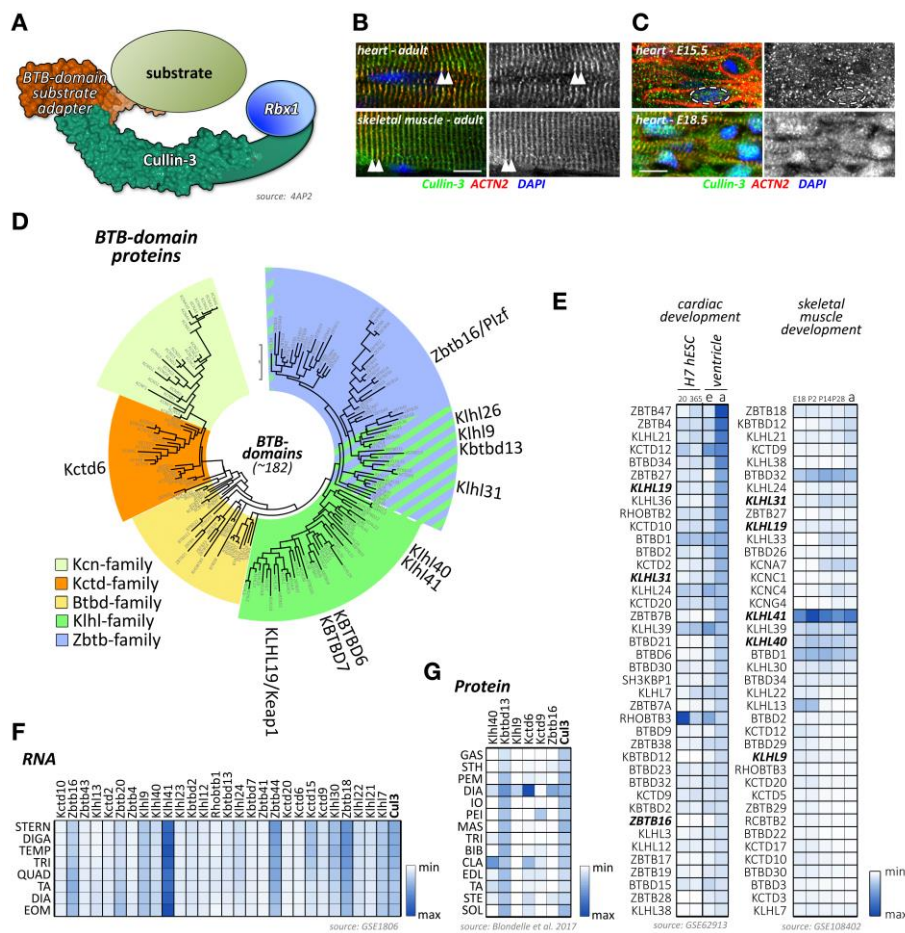 A
BTB-domain
substrate
adapter
substrate
Rbx1
Cullin-3
source: 4AP2
B
heart - adult
skeletal muscle - adult
Cullin-3 ACTN2 DAPI
C
heart - E15.5
heart - E18.5
Cullin-3 ACTN2 DAPI
D
BTB-domain
proteins
BTB-
domains
(~182)
Zbtb16/Plzf
Klhl26
Klhl9
Kbtbd13
Klhl31
Klhl40
Klhl41
KBTBD6
KBTBD7
KLHL19/Keap1
Kctd6
Kcn-family
Kctd-family
Btbd-family
Klhl-family
Zbtb-family
E
cardiac
development
H7 hESC
ventricle
20 365 e a
ZBTB47
ZBTB4
KLHL21
KCTD12
BTBD34
ZBTB27
KLHL19
KLHL36
RHOBTB2
KCTD10
BTBD1
BTBD2
KCTD2
KLHL31
KLHL24
KCTD20
ZBTB7B
KLHL39
BTBD21
BTBD6
BTBD30
SH3KBP1
KLHL7
ZBTB7A
RHOBTB3
BTBD9
ZBTB38
KBTBD12
BTBD23
BTBD32
KCTD9
KBTBD2
ZBTB16
KLHL3
KLHL12
ZBTB17
ZBTB19
BTBD15
ZBTB28
KLHL38
source: GSE62913
skeletal
muscle
development
E18 P2 P14 P28 a
ZBTB18
KBTBD12
KLHL21
KCTD9
KLHL38
BTBD32
KLHL24
KLHL31
ZBTB27
KLHL19
KLHL33
BTBD26
KCNA7
KCNC1
KCNC4
KCNG4
KLHL41
KLHL39
KLHL40
BTBD1
KLHL30
BTBD34
KLHL22
KLHL13
BTBD2
KCTD12
BTBD29
KLHL9
RHOBTB3
KCTD20
KCTD5
ZBTB29
RCBTB2
BTBD22
KCTD17
KCTD10
BTBD30
BTBD3
KCTD3
KLHL7
source: GSE108402
min
max
F
RNA
Kctd10
Zbtb16
Zbtb43
Klhl13
Kctd2
Zbtb20
Zbtb4
Klhl9
Klhl40
Klhl41
Klhl23
Kbtbd2
Klhl12
Rhobtb1
Kbtbd13
Klhl24
Kbtbd7
Zbtb41
Zbtb44
Kctd20
Kctd6
Kctd15
Kctd9
Klhl30
Zbtb18
Klhl22
Klhl21
Klhl7
Cul3
STERN
DIGA
TEMP
TRI
QUAD
TA
DIA
EOM
min
max
source: GSE1806
G
Protein
Klhl40
Kbtbd13
Klhl9
Kctd6
Kctd9
Zbtb16
Cul3
GAS
STH
PEM
DIA
IO
PEI
MAS
TRI
BIB
CLA
EDL
TA
STE
SOL
min
max
source: Blondelle et al. 2017